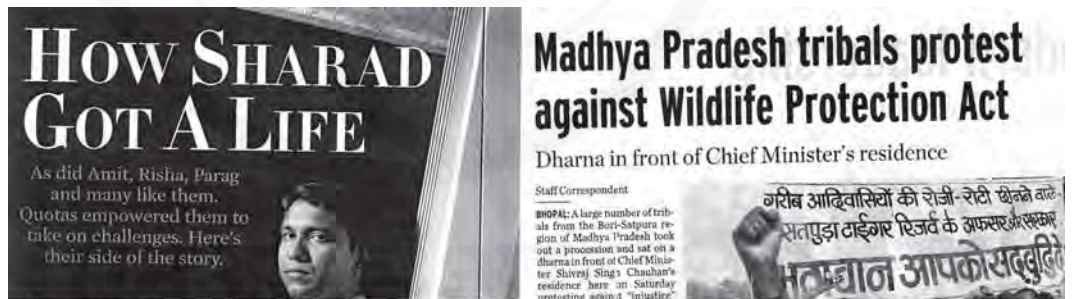 HOW SHARAD
GOT A LIFE
As did Amit, Risha, Parag
and many like them.
Quotas empowered them to
take on challenges. Here's
their side of the story.
Madhya Pradesh tribals protest
against Wildlife Protection Act
Dharna in front of Chief Minister's residence
Staff Correspondent
BHOPAL: A large number of trib-
als from the Bori-Satpura re-
gion of Madhya Pradesh took
out a procession and sat on a
dharna in front of Chief Minis-
ter Shivraj Singh Chauhan's
residence here on Saturday
protesting against "injustice"
गरीब आदिवासियों की रोजी-रोटी छीनने वाले
सतपुड़ा टाईगर रिजर्व के अफसर और सरकार
आपको सदबुद्धि दे